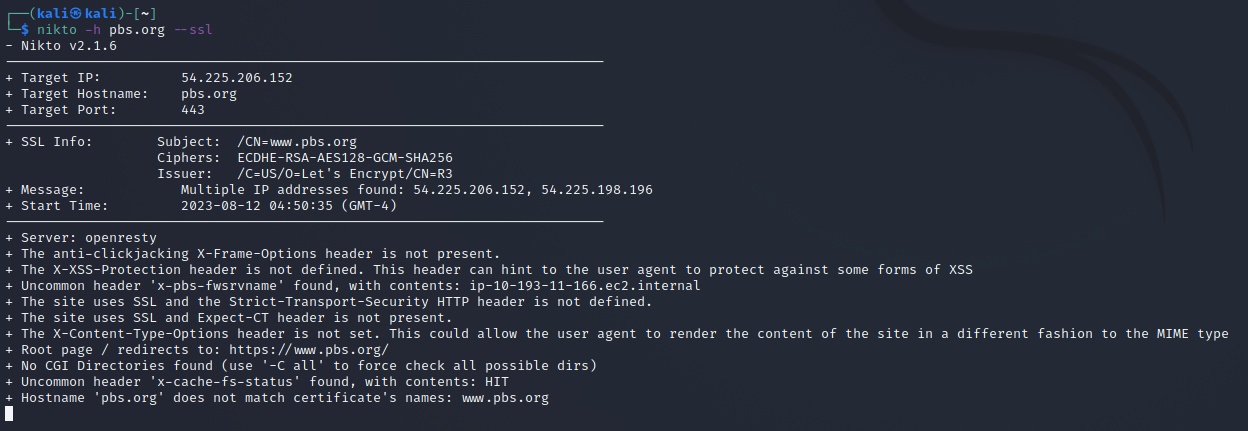 ┌──(kali㉿kali)-[~]
└─$ nikto -h pbs.org --ssl
- Nikto v2.1.6
---------------------------------------------------------------------------
+ Target IP:          54.225.206.152
+ Target Hostname:    pbs.org
+ Target Port:        443
---------------------------------------------------------------------------
+ SSL Info:        Subject:  /CN=www.pbs.org
                   Ciphers:  ECDHE-RSA-AES128-GCM-SHA256
                   Issuer:   /C=US/O=Let's Encrypt/CN=R3
+ Message:            Multiple IP addresses found: 54.225.206.152, 54.225.198.196
+ Start Time:         2023-08-12 04:50:35 (GMT-4)
---------------------------------------------------------------------------
+ Server: openresty
+ The anti-clickjacking X-Frame-Options header is not present.
+ The X-XSS-Protection header is not defined. This header can hint to the user agent to protect against some forms of XSS
+ Uncommon header 'x-pbs-fwsrvname' found, with contents: ip-10-193-11-166.ec2.internal
+ The site uses SSL and the Strict-Transport-Security HTTP header is not defined.
+ The site uses SSL and Expect-CT header is not present.
+ The X-Content-Type-Options header is not set. This could allow the user agent to render the content of the site in a different fashion to the MIME type
+ Root page / redirects to: https://www.pbs.org/
+ No CGI Directories found (use '-C all' to force check all possible dirs)
+ Uncommon header 'x-cache-fs-status' found, with contents: HIT
+ Hostname 'pbs.org' does not match certificate's names: www.pbs.org